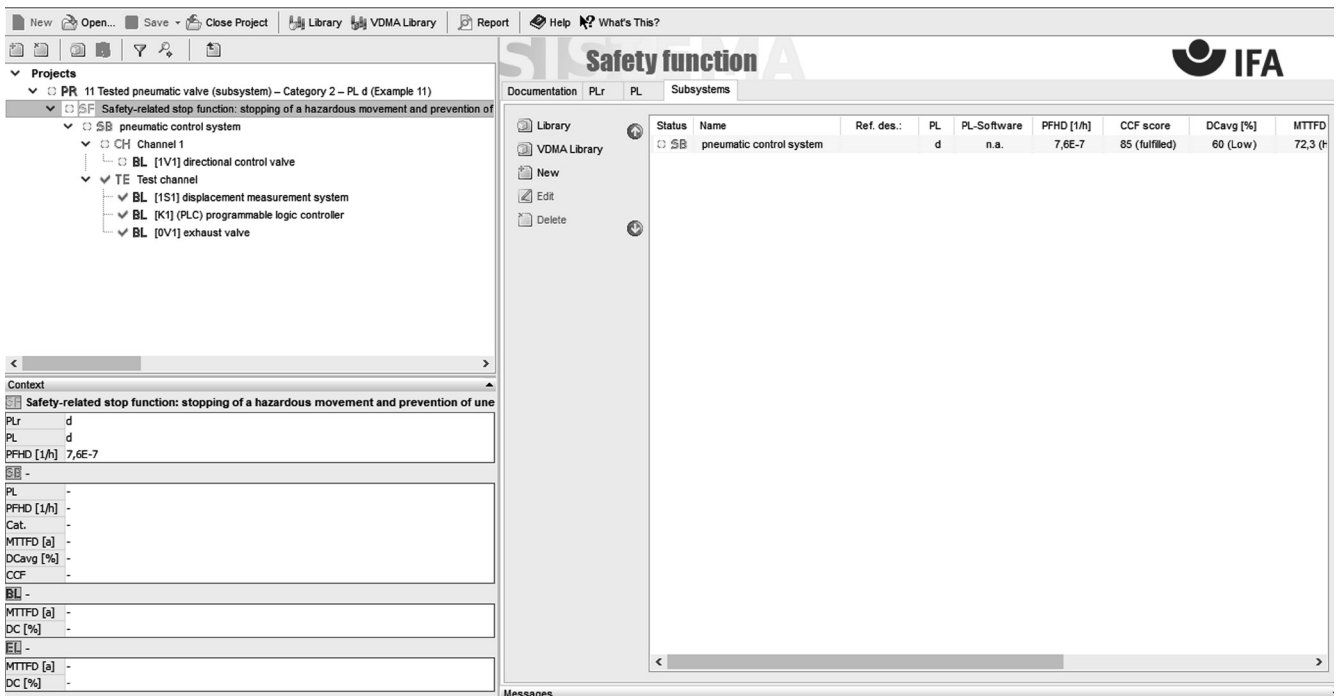 New Open... Save Close Project Library VDMA Library Report Help What's This?
SISTEMA
Safety function
IFA
Projects
PR 11 Tested pneumatic valve (subsystem) – Category 2 – PL d (Example 11)
SF Safety-related stop function: stopping of a hazardous movement and prevention of
SB pneumatic control system
CH Channel 1
BL [1V1] directional control valve
TE Test channel
BL [1S1] displacement measurement system
BL [K1] (PLC) programmable logic controller
BL [0V1] exhaust valve
Context
SF Safety-related stop function: stopping of a hazardous movement and prevention of une
PLr d
PL d
PFHD [1/h] 7,6E-7
SB -
PL -
PFHD [1/h] -
Cat. -
MTTFD [a] -
DCavg [%] -
CCF -
BL -
MTTFD [a] -
DC [%] -
EL -
MTTFD [a] -
DC [%] -
Documentation PLr PL Subsystems
Library
VDMA Library
New
Edit
Delete
Status Name Ref. des.: PL PL-Software PFHD [1/h] CCF score DCavg [%] MTTFD
SB pneumatic control system d n.a. 7,6E-7 85 (fulfilled) 60 (Low) 72,3 (H
Messages